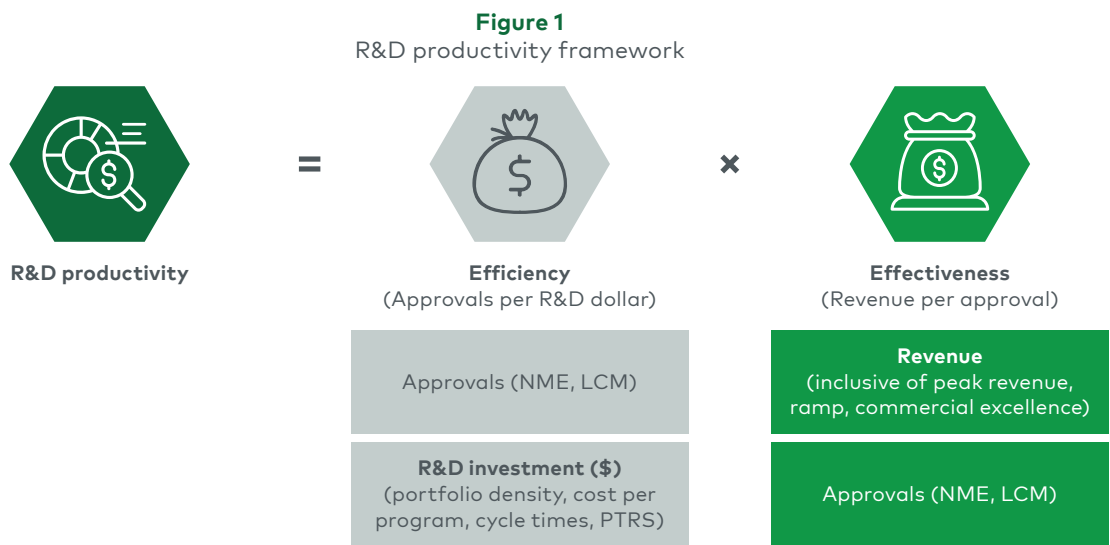 Figure 1
R&D productivity framework
$
=
$
×
$
R&D productivity
Efficiency
(Approvals per R&D dollar)
Effectiveness
(Revenue per approval)
Approvals (NME, LCM)
Revenue
(inclusive of peak revenue,
ramp, commercial excellence)
R&D investment ($)
(portfolio density, cost per
program, cycle times, PTRS)
Approvals (NME, LCM)